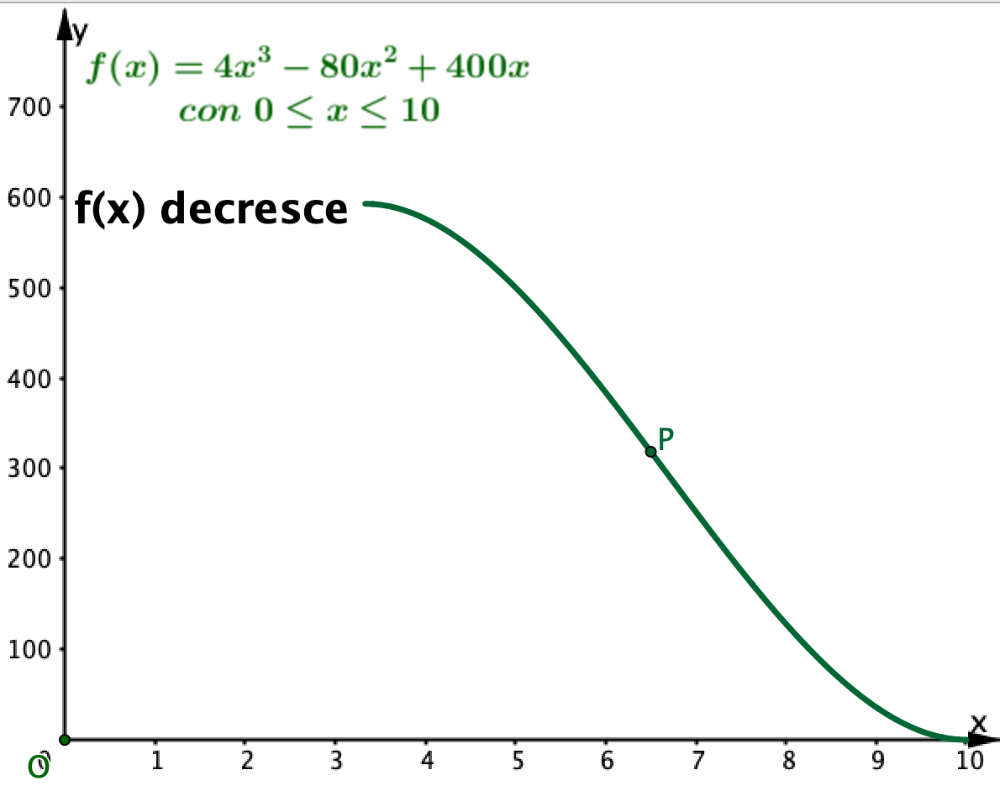 y
f(x) = 4x³ − 80x² + 400x
con 0 ≤ x ≤ 10
700
600
f(x) decresce
500
400
300
P
200
100
x
O
0 1 2 3 4 5 6 7 8 9 10